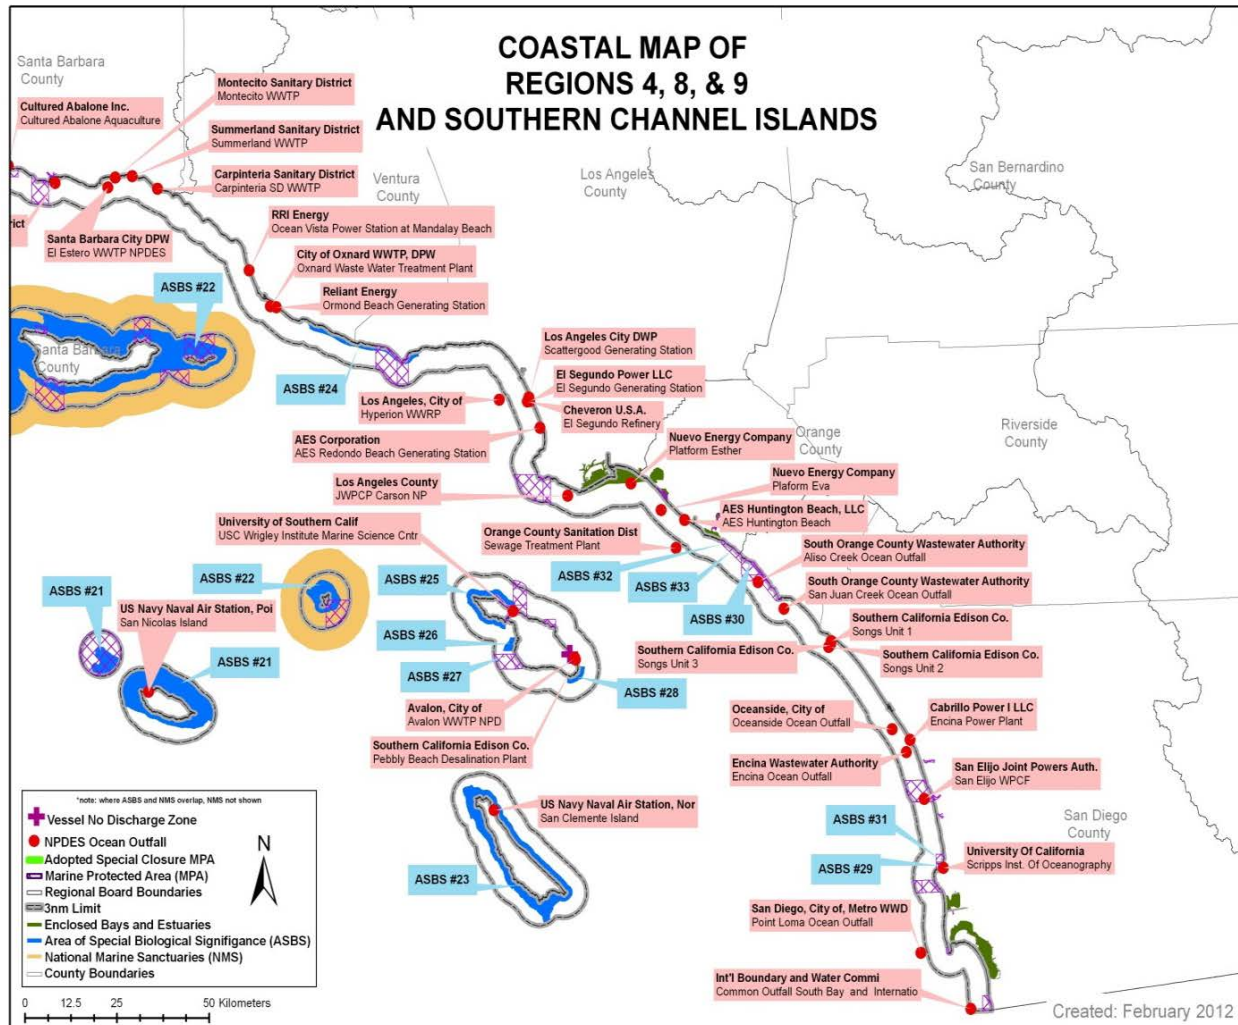 COASTAL MAP OF
REGIONS 4, 8, & 9
AND SOUTHERN CHANNEL ISLANDS
Santa Barbara
County
Montecito Sanitary District
Montecito WWTP
Cultured Abalone Inc.
Cultured Abalone Aquaculture
Summerland Sanitary District
Summerland WWTP
Carpinteria Sanitary District
Carpinteria SD WWTP
Ventura
County
Los Angeles
County
San Bernardino
County
rict
Santa Barbara City DPW
El Estero WWTP NPDES
RRI Energy
Ocean Vista Power Station at Mandalay Beach
City of Oxnard WWTP, DPW
Oxnard Waste Water Treatment Plant
ASBS #22
Reliant Energy
Ormond Beach Generating Station
Santa Barbara
County
ASBS #24
Los Angeles City DWP
Scattergood Generating Station
El Segundo Power LLC
El Segundo Generating Station
Los Angeles, City of
Hyperion WWRP
Cheveron U.S.A.
El Segundo Refinery
AES Corporation
AES Redondo Beach Generating Station
Nuevo Energy Company
Platform Esther
Orange
County
Riverside
County
Los Angeles County
JWPCP Carson NP
Nuevo Energy Company
Plaform Eva
AES Huntington Beach, LLC
AES Huntington Beach
University of Southern Calif
USC Wrigley Institute Marine Science Cntr
Orange County Sanitation Dist
Sewage Treatment Plant
South Orange County Wastewater Authority
Aliso Creek Ocean Outfall
ASBS #32
ASBS #33
ASBS #30
South Orange County Wastewater Authority
San Juan Creek Ocean Outfall
ASBS #21
ASBS #22
ASBS #25
US Navy Naval Air Station, Poi
San Nicolas Island
ASBS #26
ASBS #21
ASBS #27
ASBS #28
Southern California Edison Co.
Songs Unit 1
Southern California Edison Co.
Songs Unit 3
Southern California Edison Co.
Songs Unit 2
Avalon, City of
Avalon WWTP NPD
Southern California Edison Co.
Pebbly Beach Desalination Plant
Oceanside, City of
Oceanside Ocean Outfall
Cabrillo Power I LLC
Encina Power Plant
Encina Wastewater Authority
Encina Ocean Outfall
San Elijo Joint Powers Auth.
San Elijo WPCF
US Navy Naval Air Station, Nor
San Clemente Island
San Diego
County
ASBS #31
ASBS #29
University Of California
Scripps Inst. Of Oceanography
ASBS #23
San Diego, City of, Metro WWD
Point Loma Ocean Outfall
Int'l Boundary and Water Commi
Common Outfall South Bay and Internatio
*note: where ASBS and NMS overlap, NMS not shown
Vessel No Discharge Zone
NPDES Ocean Outfall
Adopted Special Closure MPA
Marine Protected Area (MPA)
Regional Board Boundaries
3nm Limit
Enclosed Bays and Estuaries
Area of Special Biological Signifigance (ASBS)
National Marine Sanctuaries (NMS)
County Boundaries
N
0 12.5 25 50 Kilometers
Created: February 2012